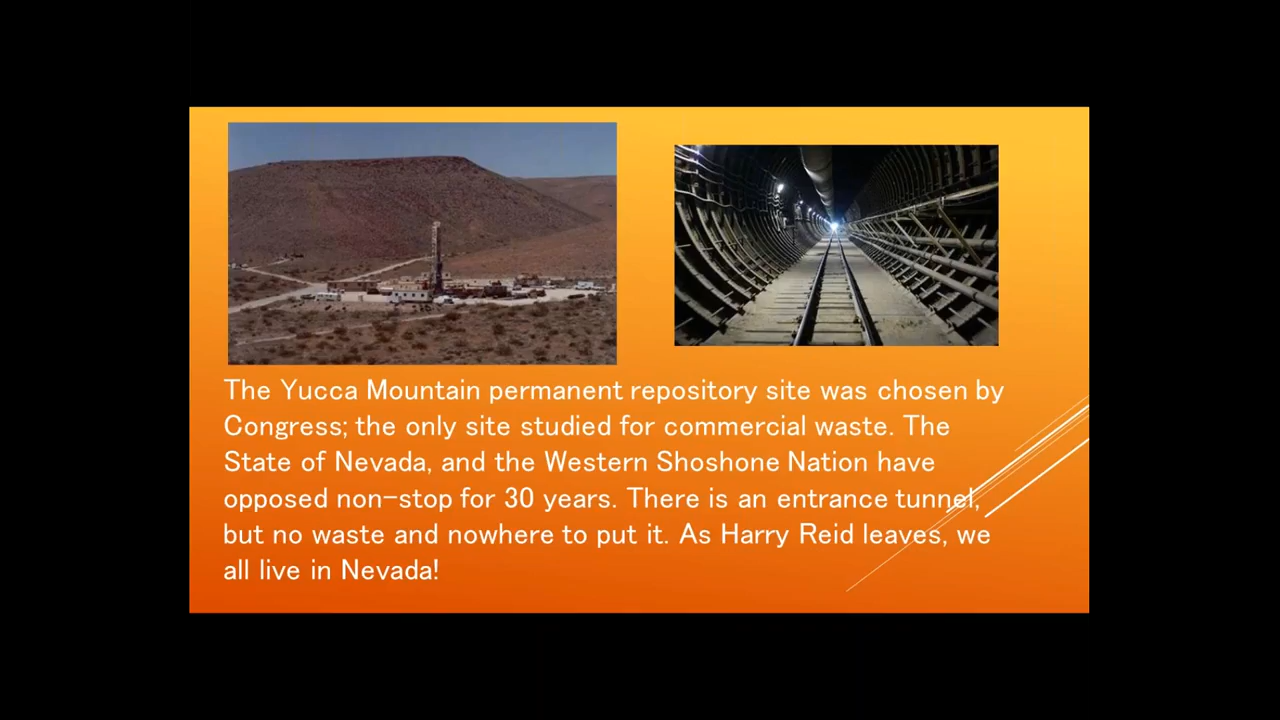 The Yucca Mountain permanent repository site was chosen by
Congress; the only site studied for commercial waste. The
State of Nevada, and the Western Shoshone Nation have
opposed non-stop for 30 years. There is an entrance tunnel,
but no waste and nowhere to put it. As Harry Reid leaves, we
all live in Nevada!